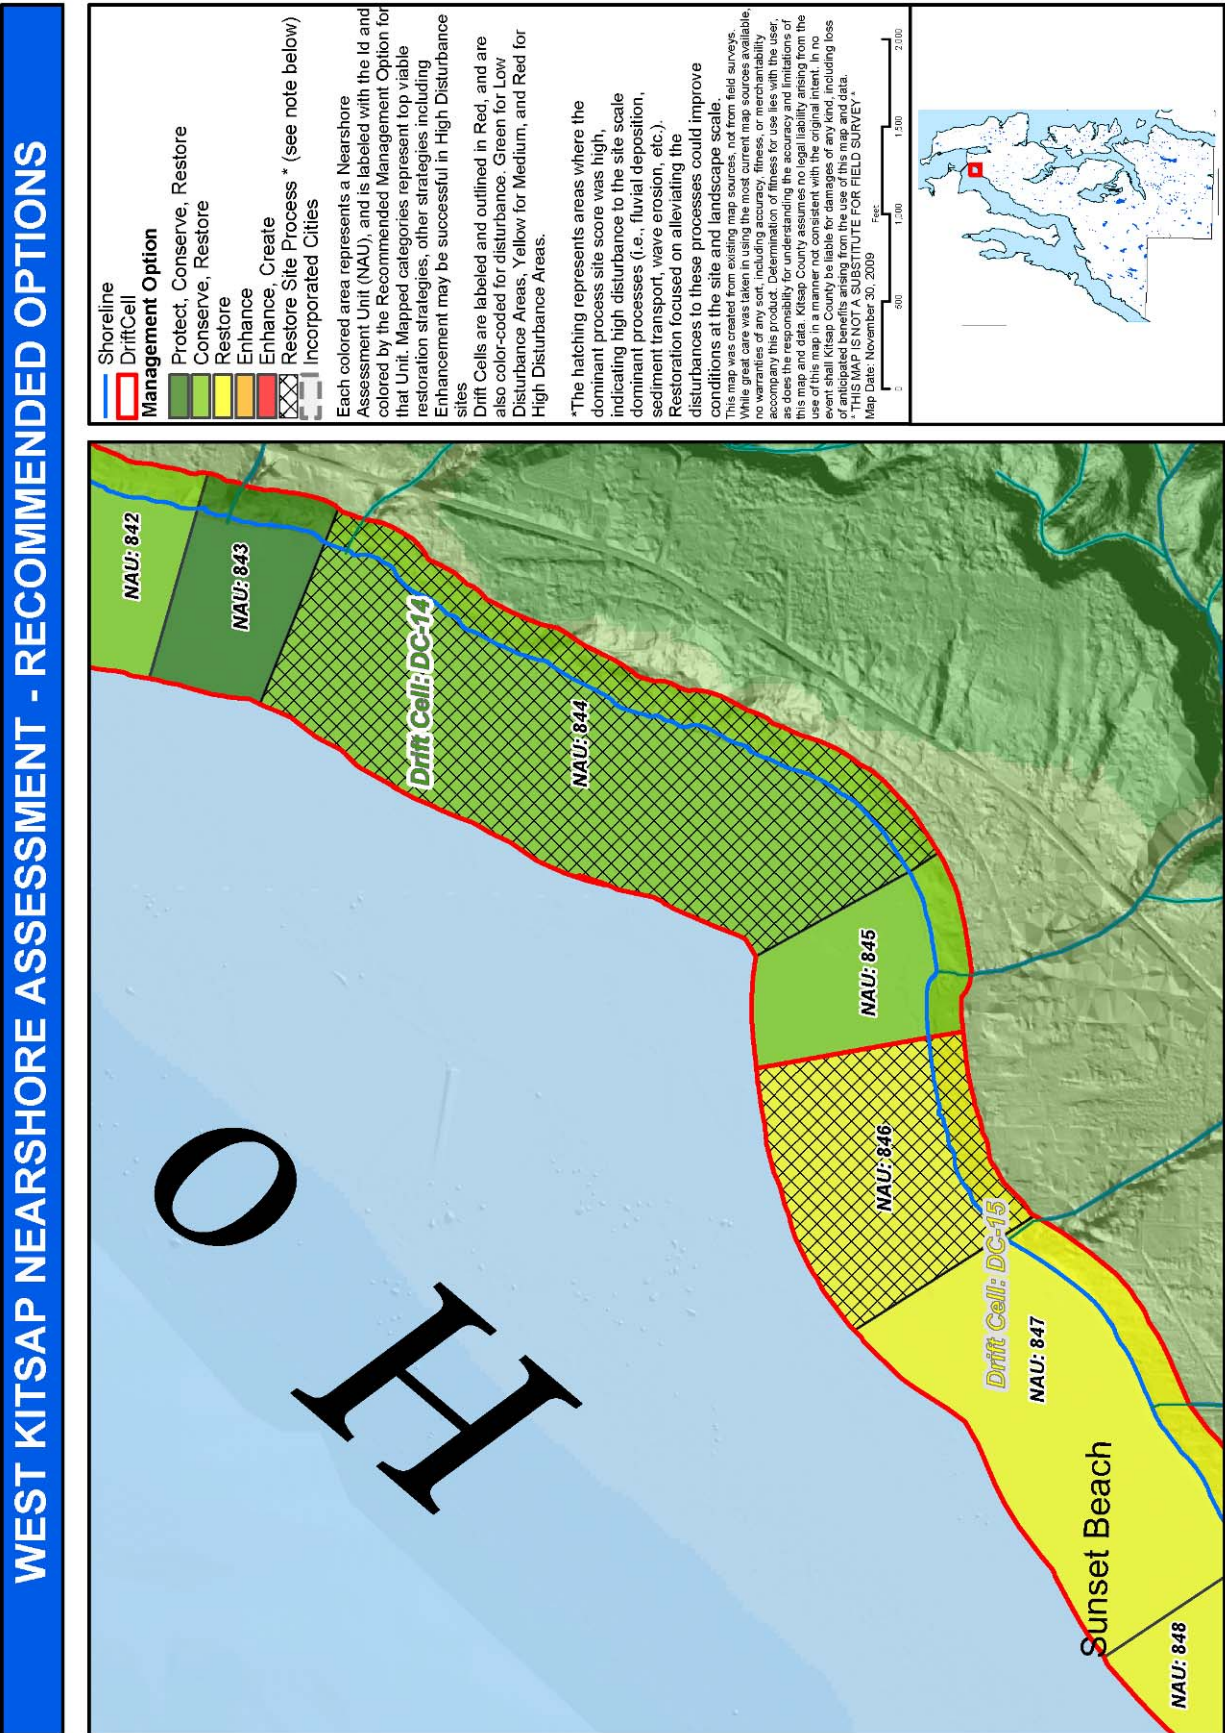 WEST KITSAP NEARSHORE ASSESSMENT - RECOMMENDED OPTIONS
NAU: 842
NAU: 843
Drift Cell: DC-14
NAU: 844
NAU: 845
NAU: 846
Drift Cell: DC-15
NAU: 847
Sunset Beach
NAU: 848
O
H
Shoreline
DriftCell
Management Option
Protect, Conserve, Restore
Conserve, Restore
Restore
Enhance
Enhance, Create
Restore Site Process * (see note below)
Incorporated Cities
Each colored area represents a Nearshore
Assessment Unit (NAU), and is labeled with the Id and
colored by the Recommended Management Option for
that Unit. Mapped categories represent top viable
restoration strategies, other strategies including
Enhancement may be successful in High Disturbance
sites
Drift Cells are labeled and outlined in Red, and are
also color-coded for disturbance. Green for Low
Disturbance Areas, Yellow for Medium, and Red for
High Disturbance Areas.
*The hatching represents areas where the
dominant process site score was high,
indicating high disturbance to the site scale
dominant processes (i.e., fluvial deposition,
sediment transport, wave erosion, etc.).
Restoration focused on alleviating the
disturbances to these processes could improve
conditions at the site and landscape scale.
This map was created from existing map sources, not from field surveys.
While great care was taken in using the most current map sources available,
no warranties of any sort, including accuracy, fitness, or merchantability
accompany this product. Determination of fitness for use lies with the user,
as does the responsibility for understanding the accuracy and limitations of
this map and data. Kitsap County assumes no legal liability arising from the
use of this map in a manner not consistent with the original intent. In no
event shall Kitsap County be liable for damages of any kind, including loss
of anticipated benefits arising from the use of this map and data.
* THIS MAP IS NOT A SUBSTITUTE FOR FIELD SURVEY *
Map Date: November 30, 2009
Feet
0 500 1,000 1,500 2,000